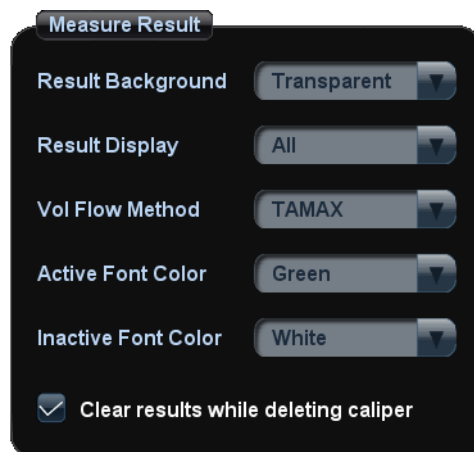 Measure Result
Result Background Transparent
Result Display All
Vol Flow Method TAMAX
Active Font Color Green
Inactive Font Color White
Clear results while deleting caliper